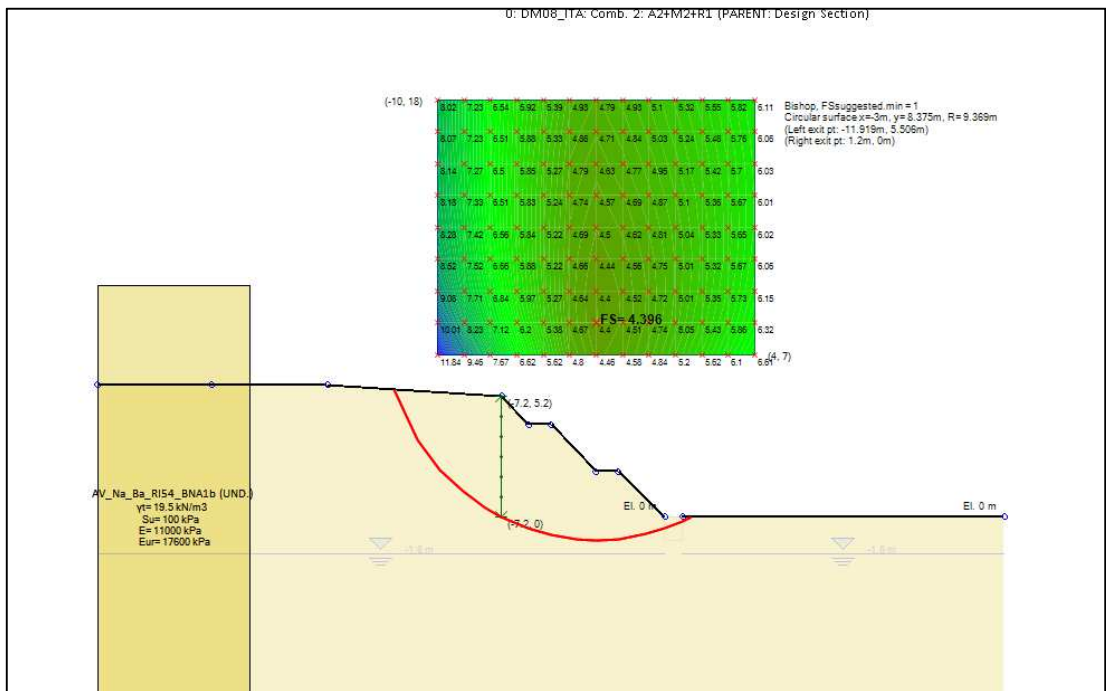 0: DM08_ITA: Comb. 2: A2+M2+R1 (PARENT: Design Section)
(-10, 18)
8.02 7.23 6.54 5.92 5.39 4.93 4.79 4.93 5.1 5.32 5.55 5.82 6.11
Bishop, FSsuggested.min = 1
Circular surface x=-3m, y= 8.375m, R= 9.369m
(Left exit pt: -11.919m, 5.506m)
(Right exit pt: 1.2m, 0m)
8.07 7.23 6.51 5.88 5.33 4.86 4.71 4.84 5.03 5.24 5.48 5.76 6.06
8.14 7.27 6.5 5.85 5.27 4.79 4.63 4.77 4.95 5.17 5.42 5.7 6.03
8.18 7.33 6.51 5.83 5.24 4.74 4.57 4.69 4.87 5.1 5.36 5.67 6.01
8.28 7.42 6.56 5.84 5.22 4.69 4.5 4.62 4.81 5.04 5.33 5.65 6.02
8.52 7.52 6.66 5.88 5.22 4.66 4.44 4.56 4.75 5.01 5.32 5.67 6.05
9.08 7.71 6.84 5.97 5.27 4.64 4.4 4.52 4.72 5.01 5.35 5.73 6.15
FS= 4.396
10.01 8.23 7.12 6.2 5.38 4.67 4.4 4.51 4.74 5.05 5.43 5.86 6.32
(4, 7)
11.84 9.46 7.67 6.62 5.62 4.8 4.46 4.58 4.84 5.2 5.62 6.1 6.61
(-7.2, 5.2)
AV_Na_Ba_RI54_BNA1b (UND.)
γt= 19.5 kN/m3
Su= 100 kPa
E= 11000 kPa
Eur= 17600 kPa
El. 0 m
El. 0 m
(-7.2, 0)